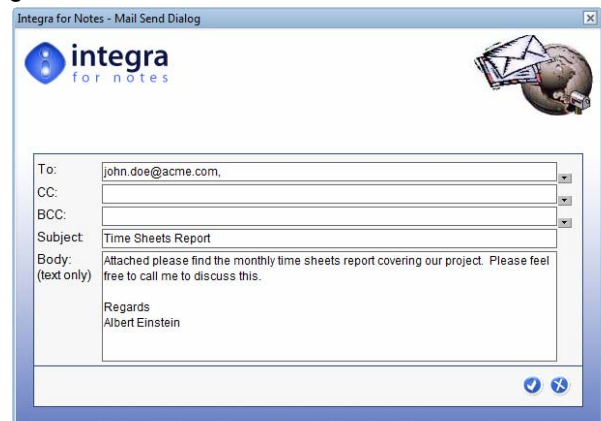 Integra for Notes - Mail Send Dialog
integra
for notes
To: john.doe@acme.com,
CC:
BCC:
Subject: Time Sheets Report
Body: Attached please find the monthly time sheets report covering our project. Please feel
(text only) free to call me to discuss this.
Regards
Albert Einstein